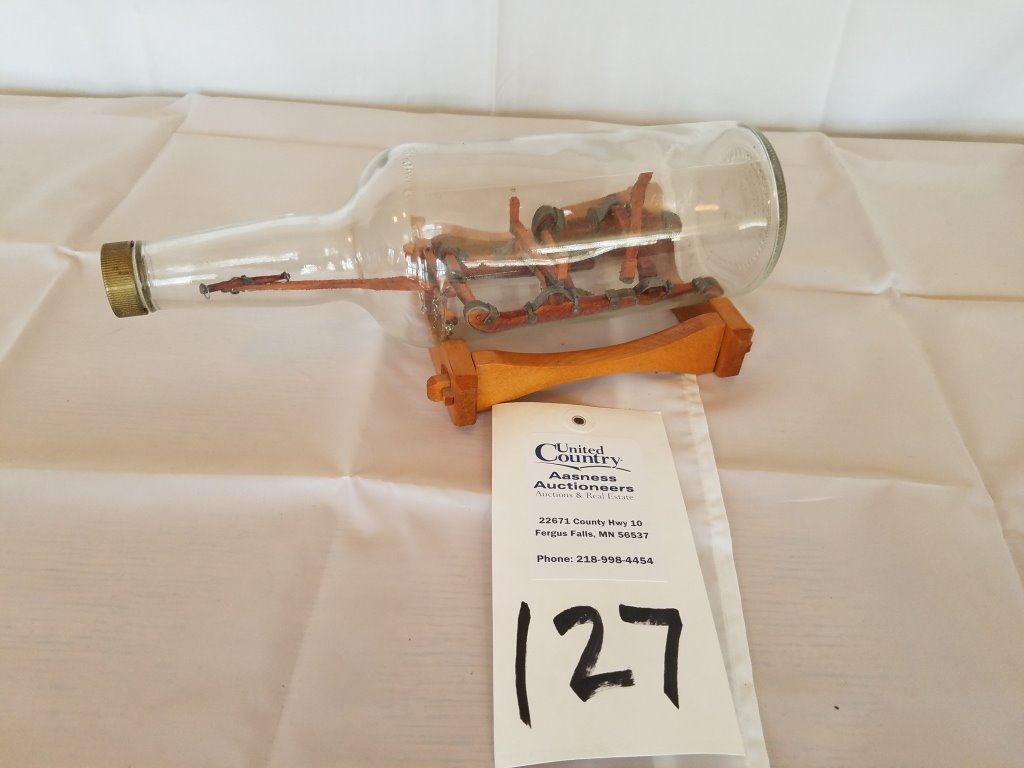 United
Country
Aasness
Auctioneers
Auctions & Real Estate
22671 County Hwy 10
Fergus Falls, MN 56537
Phone: 218-998-4454
127